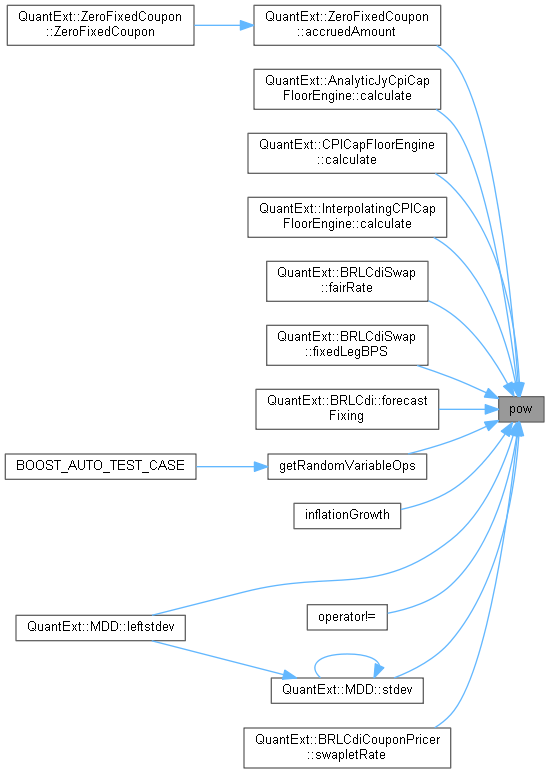 QuantExt::ZeroFixedCoupon
::ZeroFixedCoupon
QuantExt::ZeroFixedCoupon
::accruedAmount
QuantExt::AnalyticJyCpiCap
FloorEngine::calculate
QuantExt::CPICapFloorEngine
::calculate
QuantExt::InterpolatingCPICap
FloorEngine::calculate
QuantExt::BRLCdiSwap
::fairRate
QuantExt::BRLCdiSwap
::fixedLegBPS
QuantExt::BRLCdi::forecast
Fixing
pow
BOOST_AUTO_TEST_CASE
getRandomVariableOps
inflationGrowth
operator!=
QuantExt::MDD::leftstdev
QuantExt::MDD::stdev
QuantExt::BRLCdiCouponPricer
::swapletRate